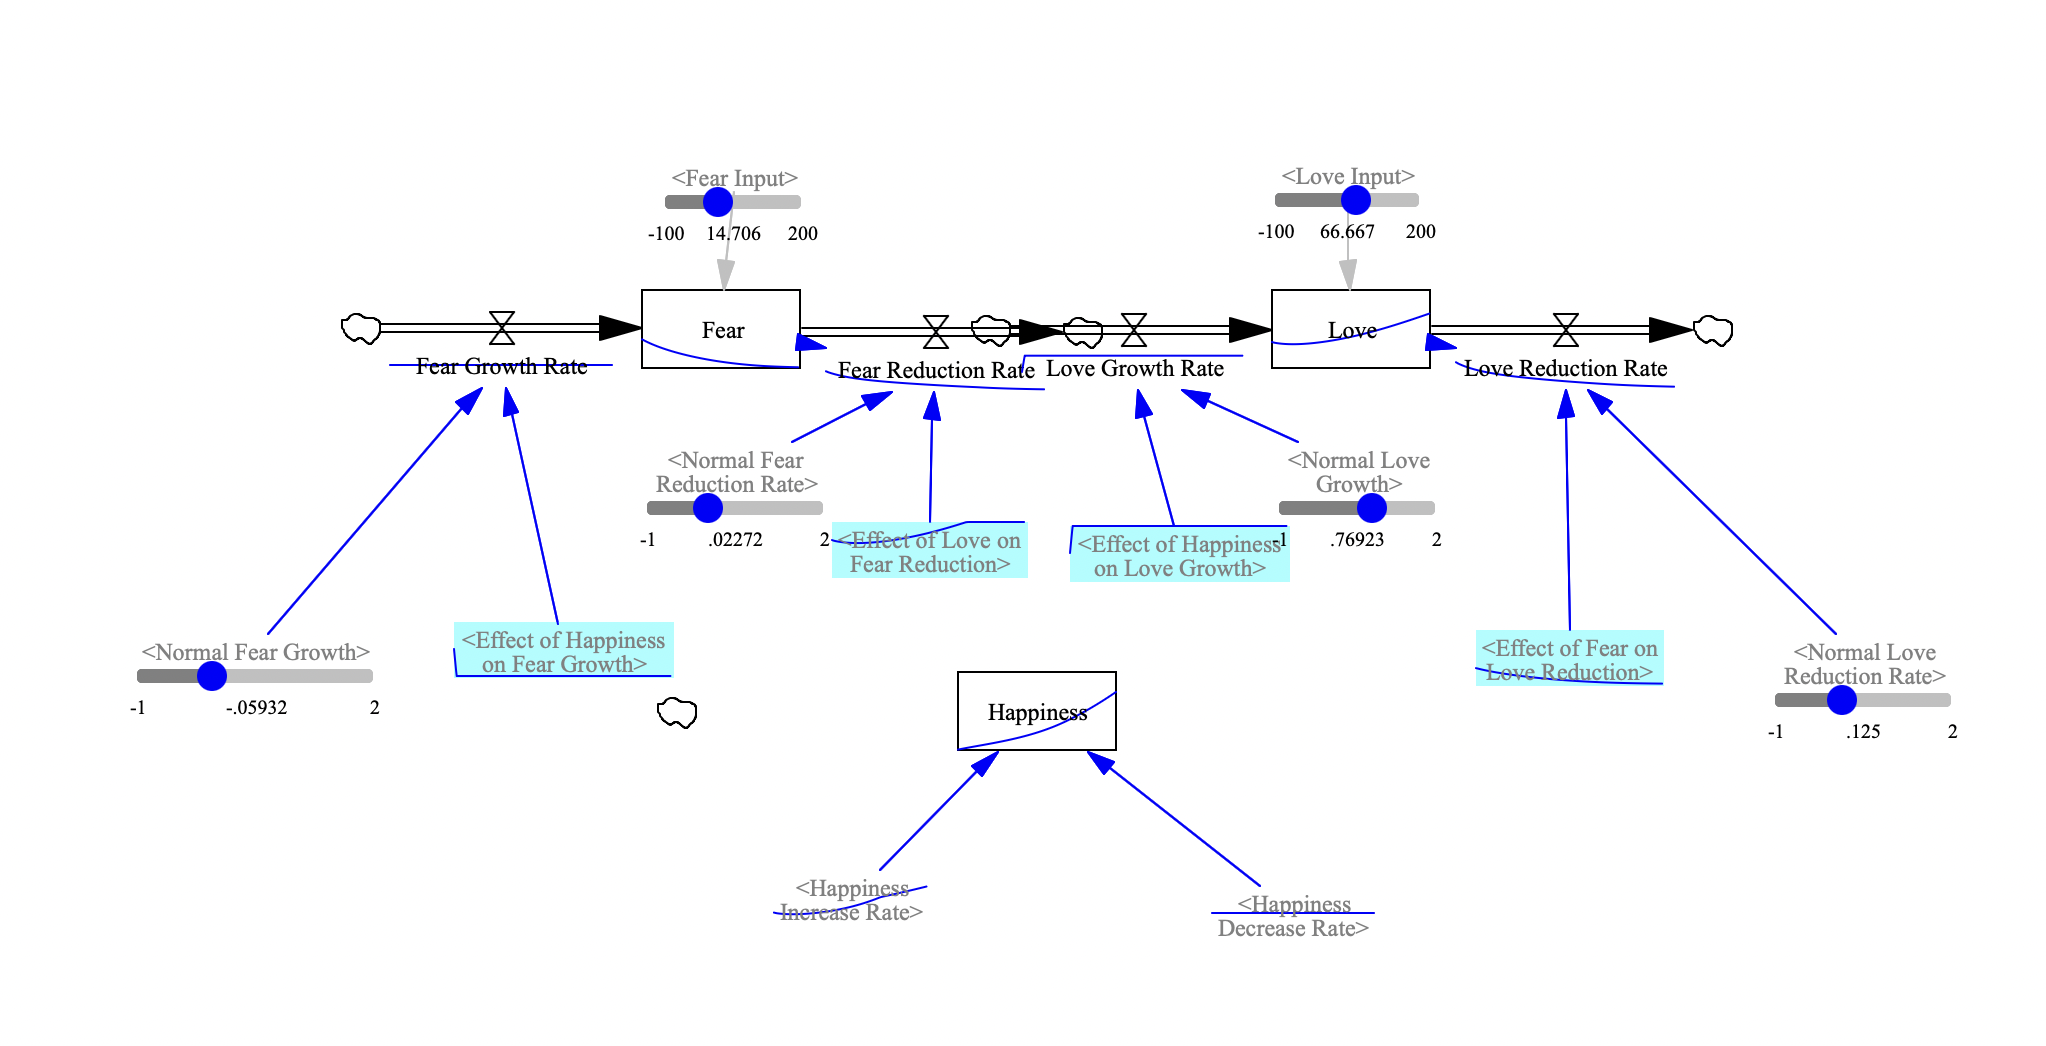 <Fear Input>
-100 14.706 200
<Love Input>
-100 66.667 200
Fear
Love
Fear Growth Rate
Fear Reduction Rate
Love Growth Rate
Love Reduction Rate
<Normal Fear
Reduction Rate>
-1 .02272 2
<Effect of Love on
Fear Reduction>
<Effect of Happiness
on Love Growth>
<Normal Love
Growth>
-1 .76923 2
<Normal Fear Growth>
-1 -.05932 2
<Effect of Happiness
on Fear Growth>
<Effect of Fear on
Love Reduction>
<Normal Love
Reduction Rate>
-1 .125 2
Happiness
<Happiness
Increase Rate>
<Happiness
Decrease Rate>